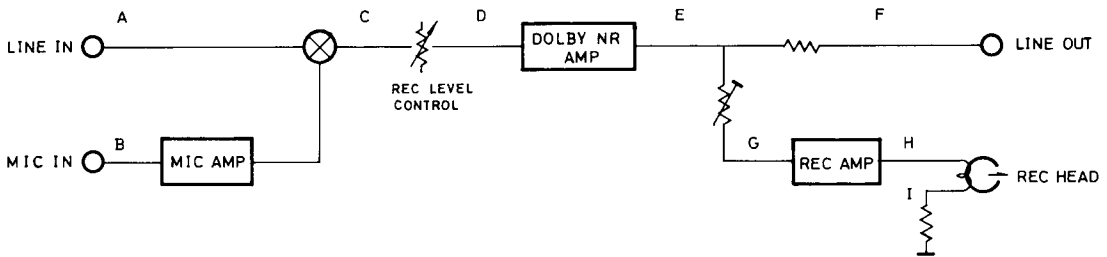 A
C
D
E
F
LINE IN
DOLBY NR
AMP
LINE OUT
REC LEVEL
CONTROL
B
G
H
MIC IN
MIC AMP
REC AMP
REC HEAD
I